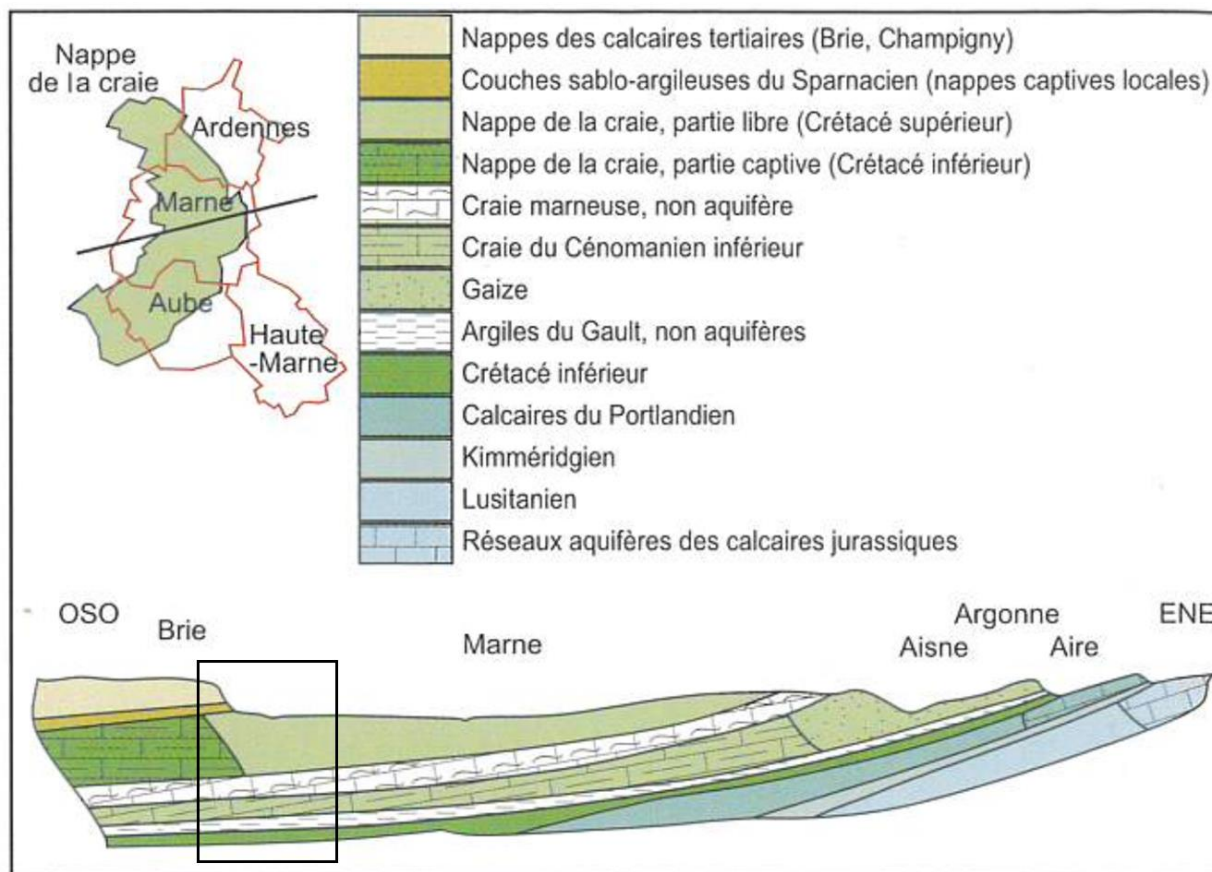 Nappe
de la craie
Ardennes
Marne
Aube
Haute
-Marne
Nappes des calcaires tertiaires (Brie, Champigny)
Couches sablo-argileuses du Sparnacien (nappes captives locales)
Nappe de la craie, partie libre (Crétacé supérieur)
Nappe de la craie, partie captive (Crétacé inférieur)
Craie marneuse, non aquifère
Craie du Cénomanien inférieur
Gaize
Argiles du Gault, non aquifères
Crétacé inférieur
Calcaires du Portlandien
Kimméridgien
Lusitanien
Réseaux aquifères des calcaires jurassiques
OSO
Brie
Marne
Aisne
Argonne
Aire
ENE